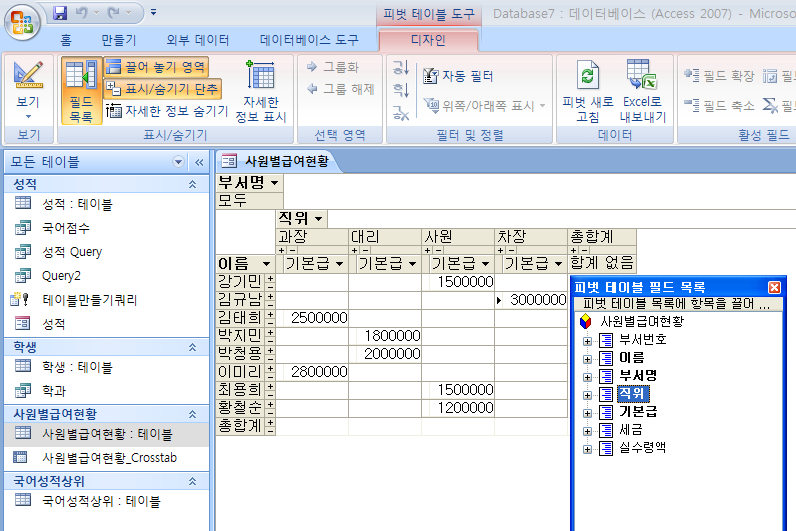 피벗 테이블 도구 Database7 : 데이터베이스 (Access 2007) - Microso
홈 만들기 외부 데이터 데이터베이스 도구 디자인
보기
보기
필드 목록
끌어 놓기 영역
표시/숨기기 단추
자세한 정보 숨기기
자세한 정보 표시
표시/숨기기
그룹화
그룹 해제
선택 영역
자동 필터
위쪽/아래쪽 표시
필터 및 정렬
피벗 새로 고침
Excel로 내보내기
데이터
필드 확장 필드
필드 축소 필드
활성 필드
모든 테이블
성적
성적 : 테이블
국어점수
성적 Query
Query2
테이블만들기쿼리
성적
학생
학생 : 테이블
학과
사원별급여현황
사원별급여현황 : 테이블
사원별급여현황_Crosstab
국어성적상위
국어성적상위 : 테이블
사원별급여현황
부서명
모두
직위
과장 대리 사원 차장 총합계
+- +- +- +- +-
이름 기본급 기본급 기본급 기본급 합계 없음
강기민 1500000
김규남 3000000
김태희 2500000
박지민 1800000
박청용 2000000
이미리 2800000
최용희 1500000
황철순 1200000
총합계
피벗 테이블 필드 목록
피벗 테이블 목록에 항목을 끌어 ...
사원별급여현황
부서번호
이름
부서명
직위
기본급
세금
실수령액